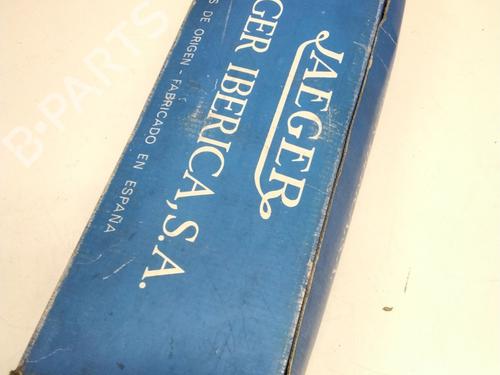 JAEGER
GER IBERICA, S.A.
S DE ORIGEN - FABRICADO EN ESPAÑA
B-PARTS